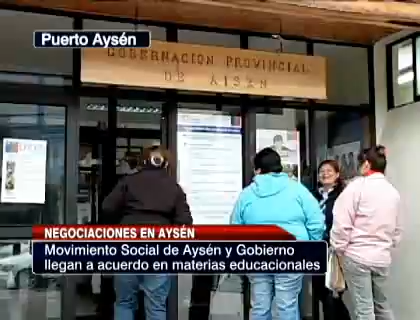 Puerto Aysén
GOBERNACION PROVINCIAL
DE AISEN
NEGOCIACIONES EN AYSÉN
Movimiento Social de Aysén y Gobierno
llegan a acuerdo en materias educacionales